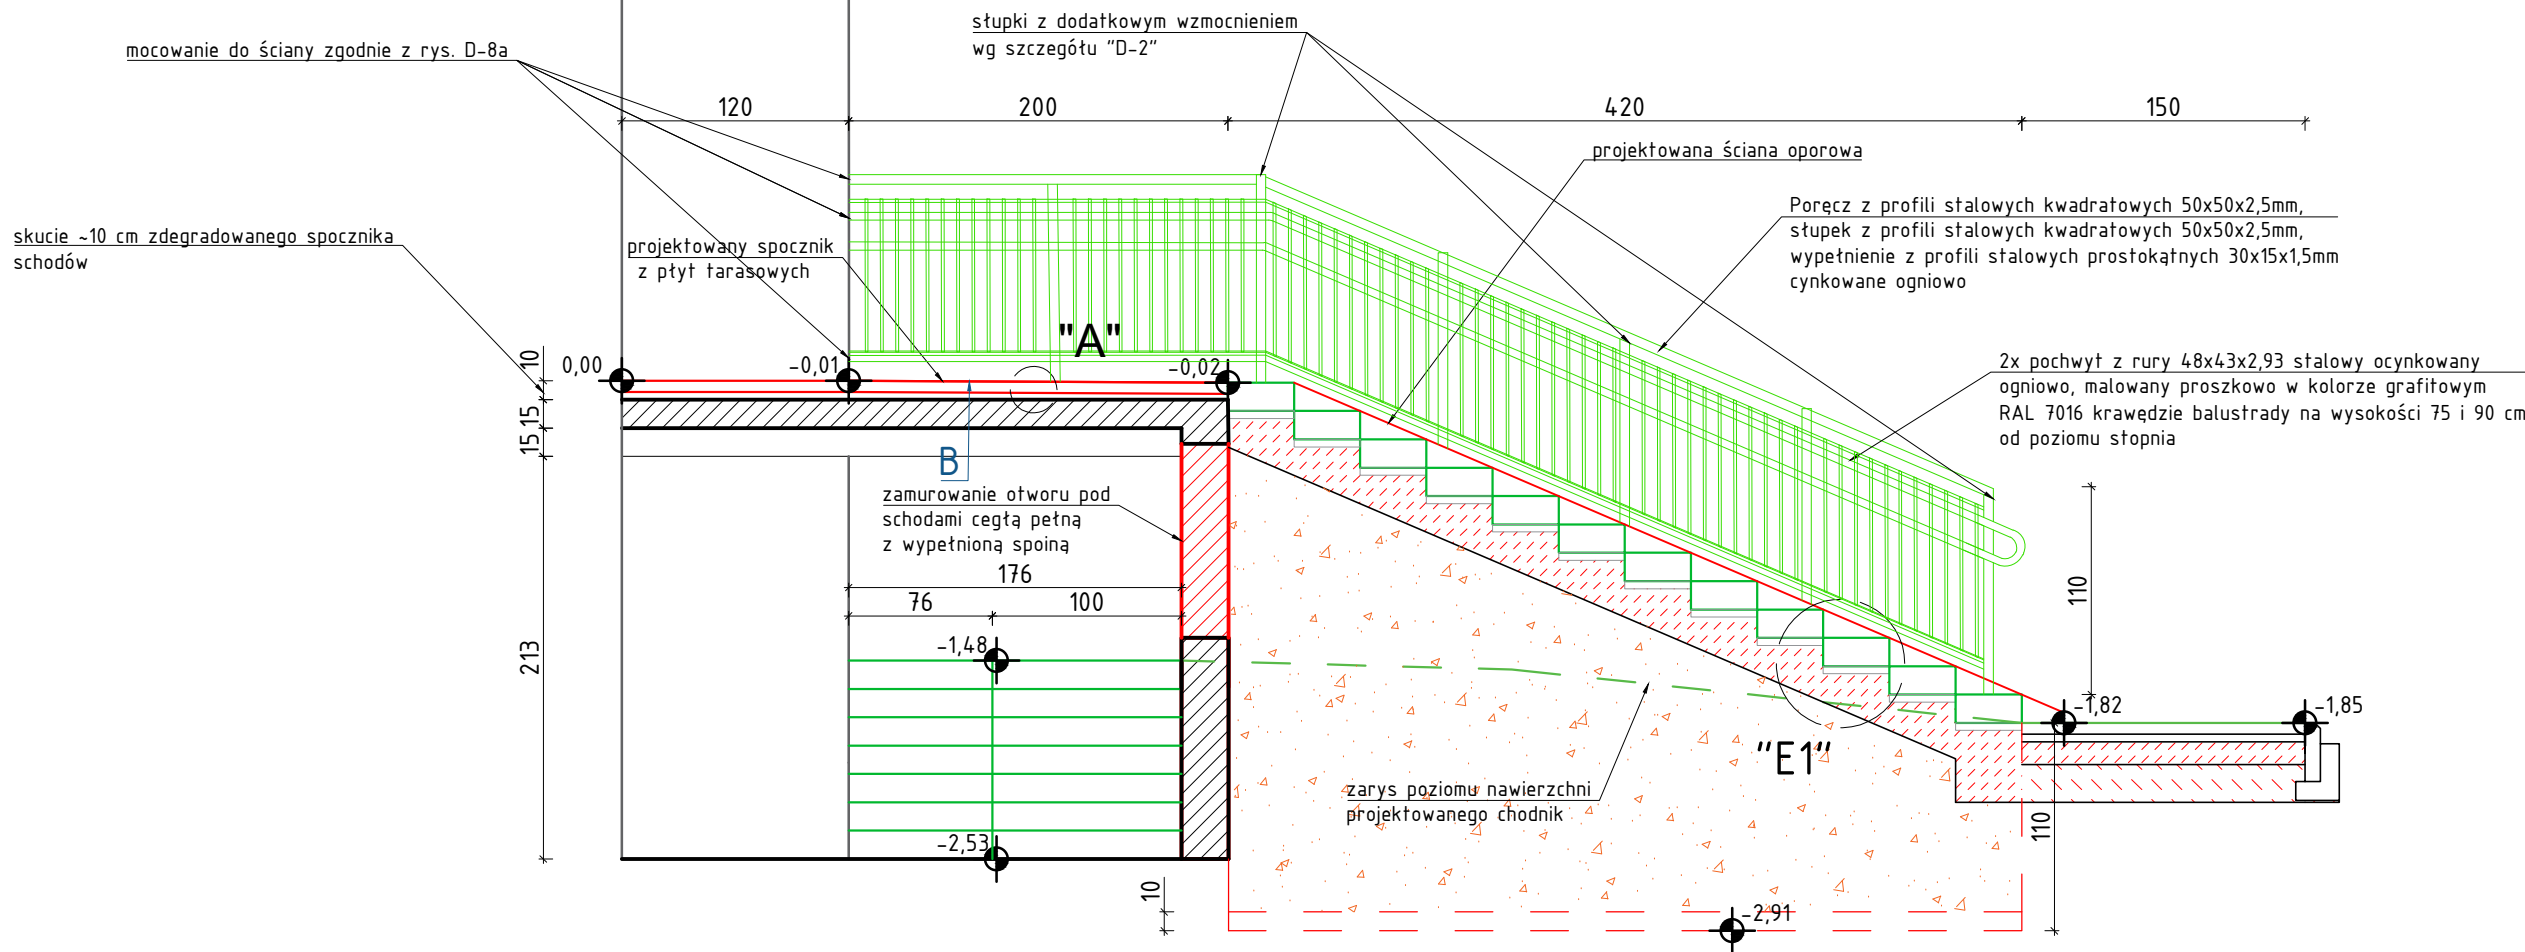 słupki z dodatkowym wzmocnieniem
wg szczegółu "D-2"
mocowanie do ściany zgodnie z rys. D-8a
120
200
420
150
projektowana ściana oporowa
Poręcz z profili stalowych kwadratowych 50x50x2,5mm,
słupek z profili stalowych kwadratowych 50x50x2,5mm,
wypełnienie z profili stalowych prostokątnych 30x15x1,5mm
cynkowane ogniowo
skucie ~10 cm zdegradowanego spocznika
schodów
projektowany spocznik
z płyt tarasowych
"A"
10
0,00
-0,01
-0,02
2x pochwyt z rury 48x43x2,93 stalowy ocynkowany
ogniowo, malowany proszkowo w kolorze grafitowym
RAL 7016 krawędzie balustrady na wysokości 75 i 90 cm
od poziomu stopnia
15
15
B
zamurowanie otworu pod
schodami cegłą pełną
z wypełnioną spoiną
176
76
100
110
213
-1,48
-1,82
-1,85
"E1"
zarys poziomu nawierzchni
projektowanego chodnik
110
-2,53
10
-2,91